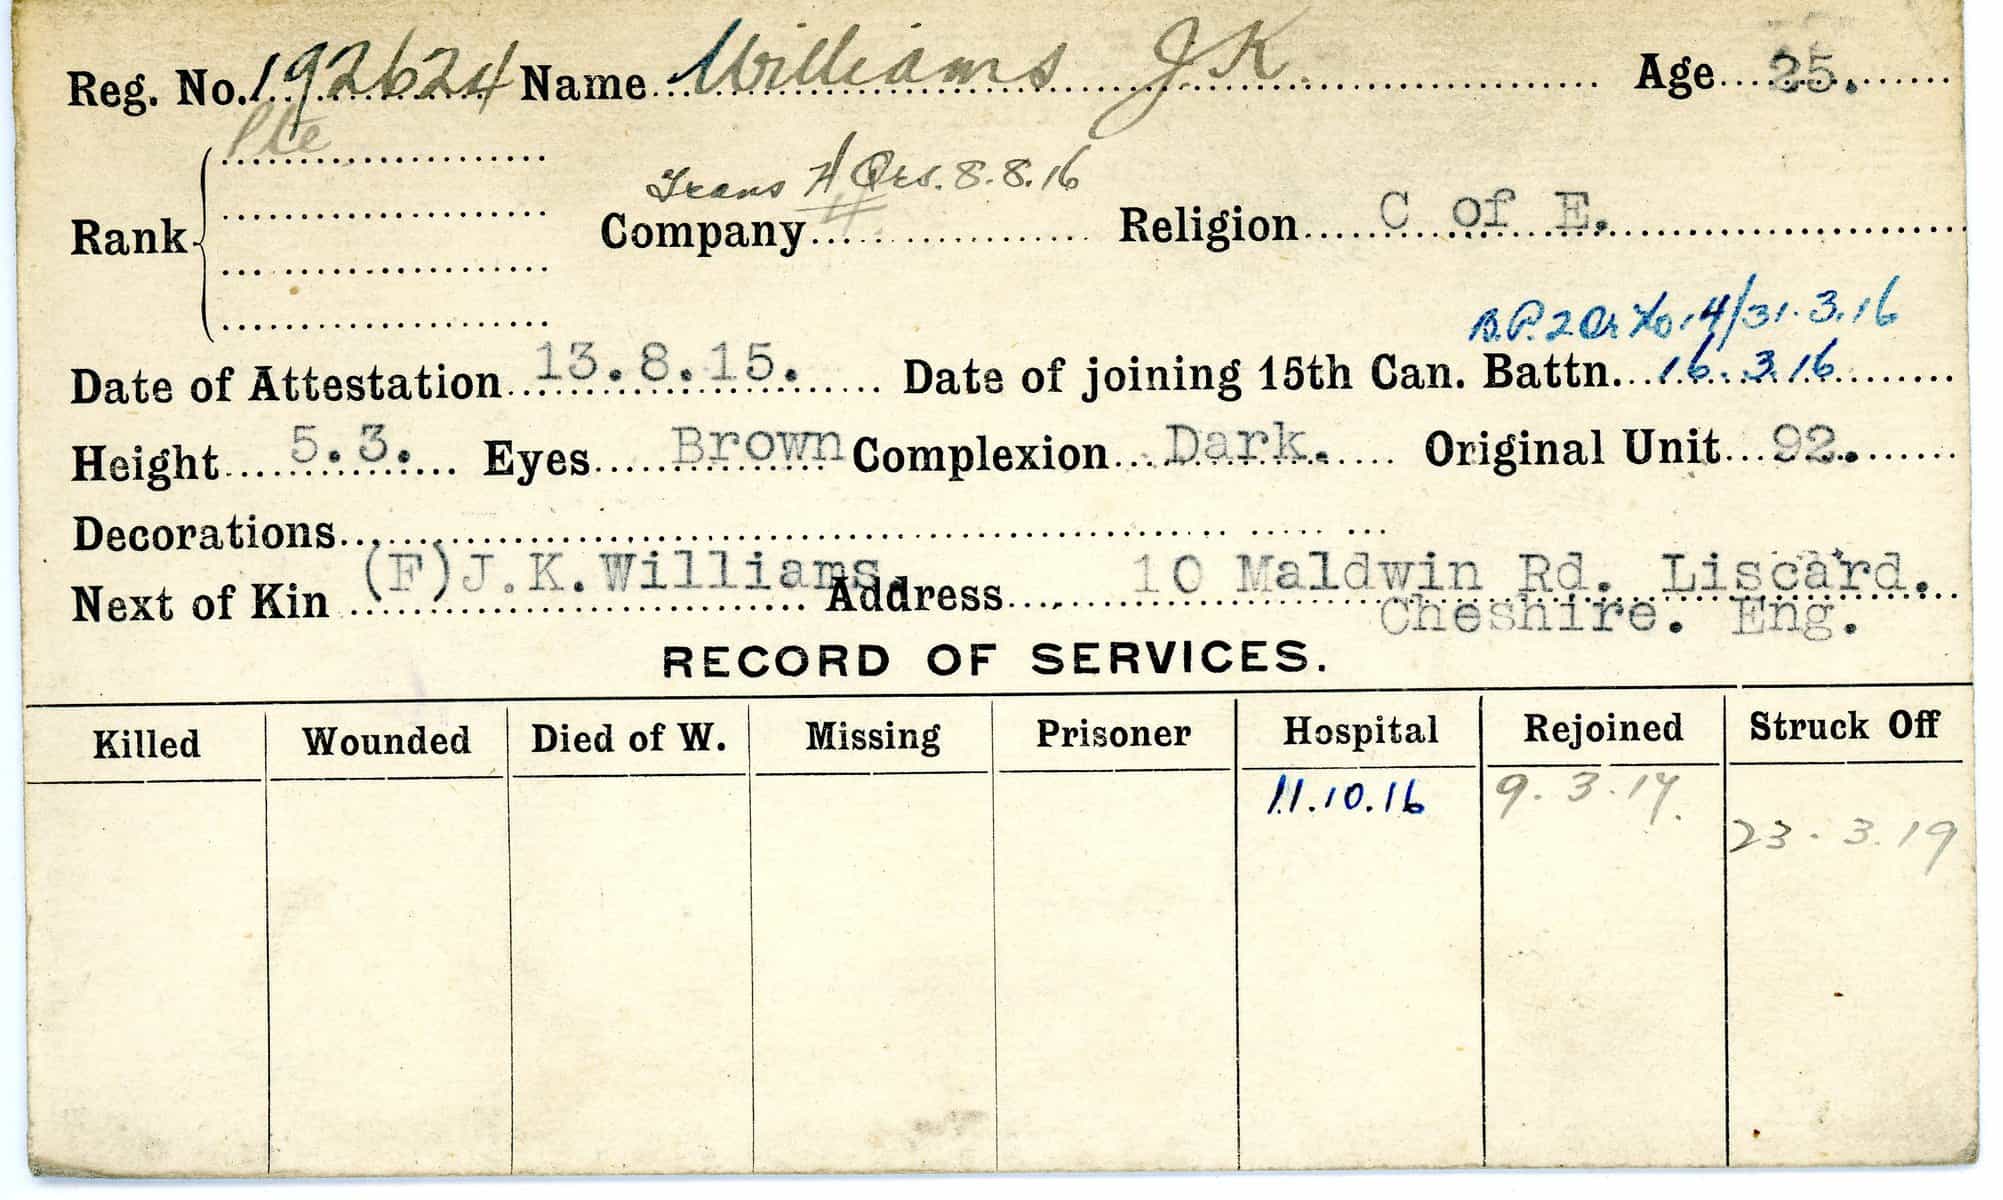 Reg. No. 192624 Name Williams J K. Age 25.
Pte
Trans H Qrs. 8.8.16
Rank Company Religion C of E.
14/31.3.16
Date of Attestation 13.8.15. Date of joining 15th Can. Battn. 16.3.16
Height 5.3. Eyes Brown Complexion Dark. Original Unit 92.
Decorations
Next of Kin (F)J.K.Williams Address 10 Maldwin Rd. Liscard.
Cheshire. Eng.
RECORD OF SERVICES.
Killed Wounded Died of W. Missing Prisoner Hospital Rejoined Struck Off
11.10.16 9.3.17.
23.3.19